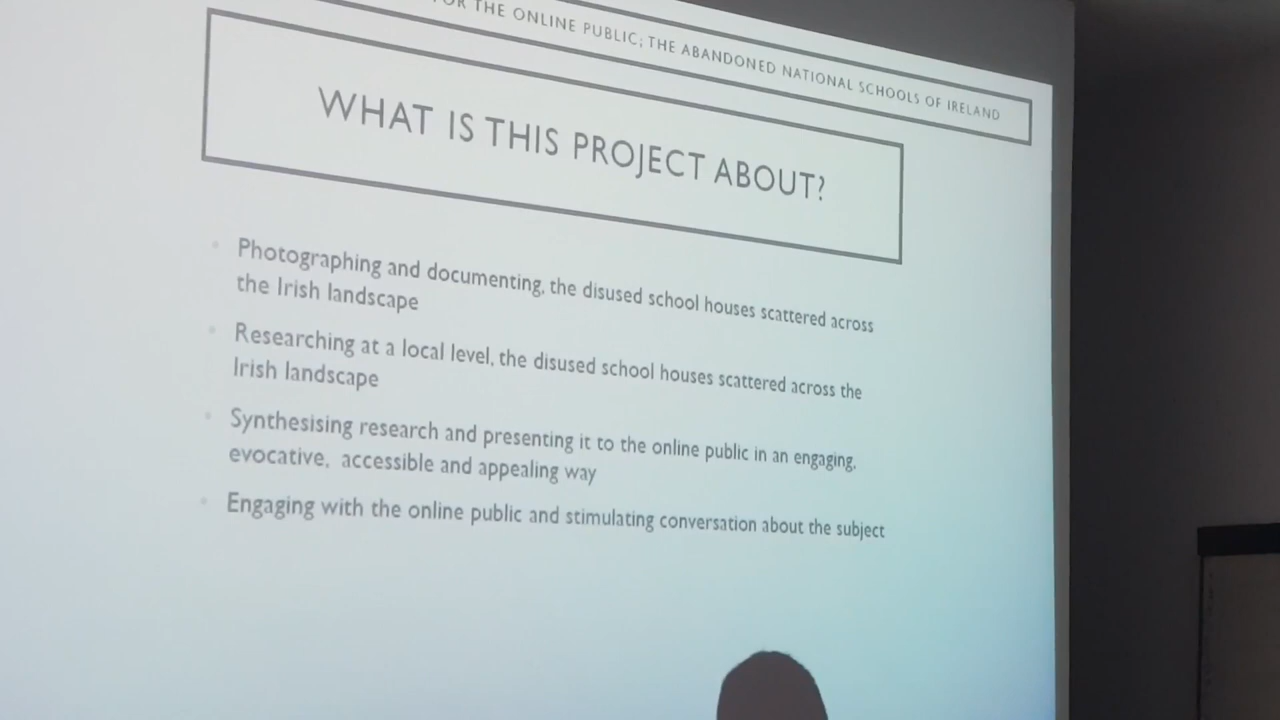 FOR THE ONLINE PUBLIC; THE ABANDONED NATIONAL SCHOOLS OF IRELAND
WHAT IS THIS PROJECT ABOUT?
• Photographing and documenting, the disused school houses scattered across
the Irish landscape
• Researching at a local level, the disused school houses scattered across the
Irish landscape
• Synthesising research and presenting it to the online public in an engaging,
evocative, accessible and appealing way
• Engaging with the online public and stimulating conversation about the subject